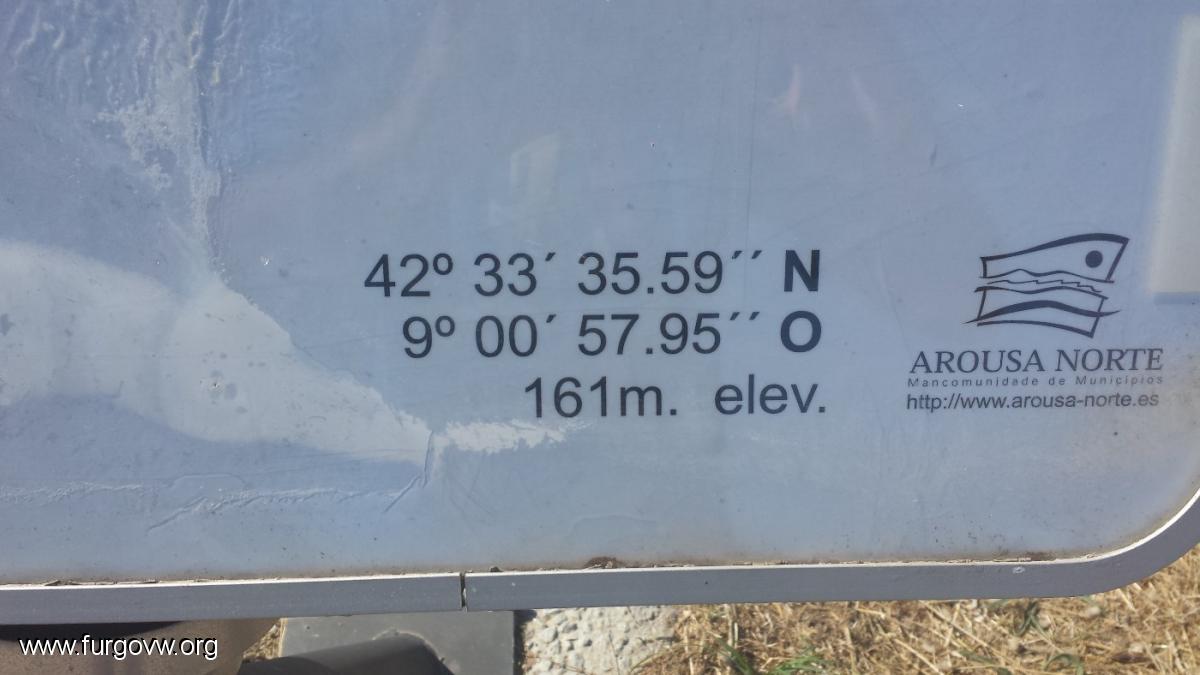 42º 33´ 35.59´´ N
9º 00´ 57.95´´ O
161m. elev.
AROUSA NORTE
Mancomunidade de Municipios
http://www.arousa-norte.es
www.furgovw.org